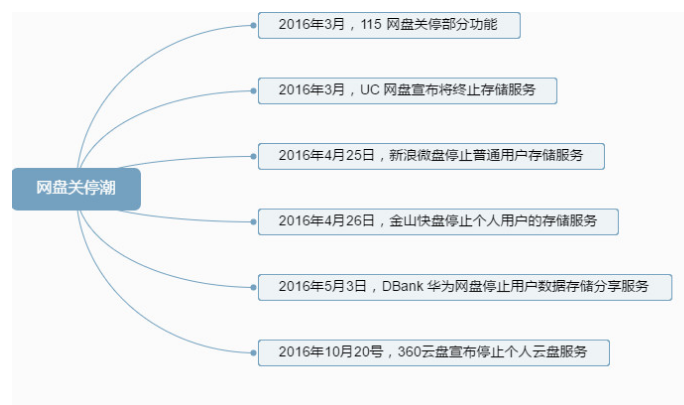 网盘关停潮
2016年3月，115 网盘关停部分功能
2016年3月，UC 网盘宣布将终止存储服务
2016年4月25日，新浪微盘停止普通用户存储服务
2016年4月26日，金山快盘停止个人用户的存储服务
2016年5月3日，DBank 华为网盘停止用户数据存储分享服务
2016年10月20号，360云盘宣布停止个人云盘服务